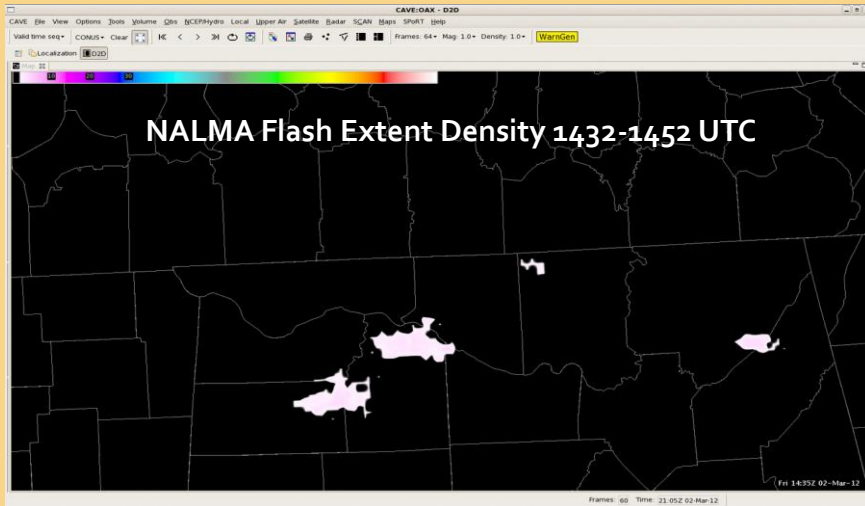 CAVE:OAX - D2D
CAVE File View Options Tools Volume Obs NCEP/Hydro Local Upper Air Satellite Radar SCAN Maps SPoRT Help
Valid time seq CONUS Clear Frames: 64 Mag: 1.0 Density: 1.0 WarnGen
Localization D2D
Map
10 20 30
NALMA Flash Extent Density 1432-1452 UTC
Fri 14:35Z 02-Mar-12
Frames: 60 Time: 21:05Z 02-Mar-12